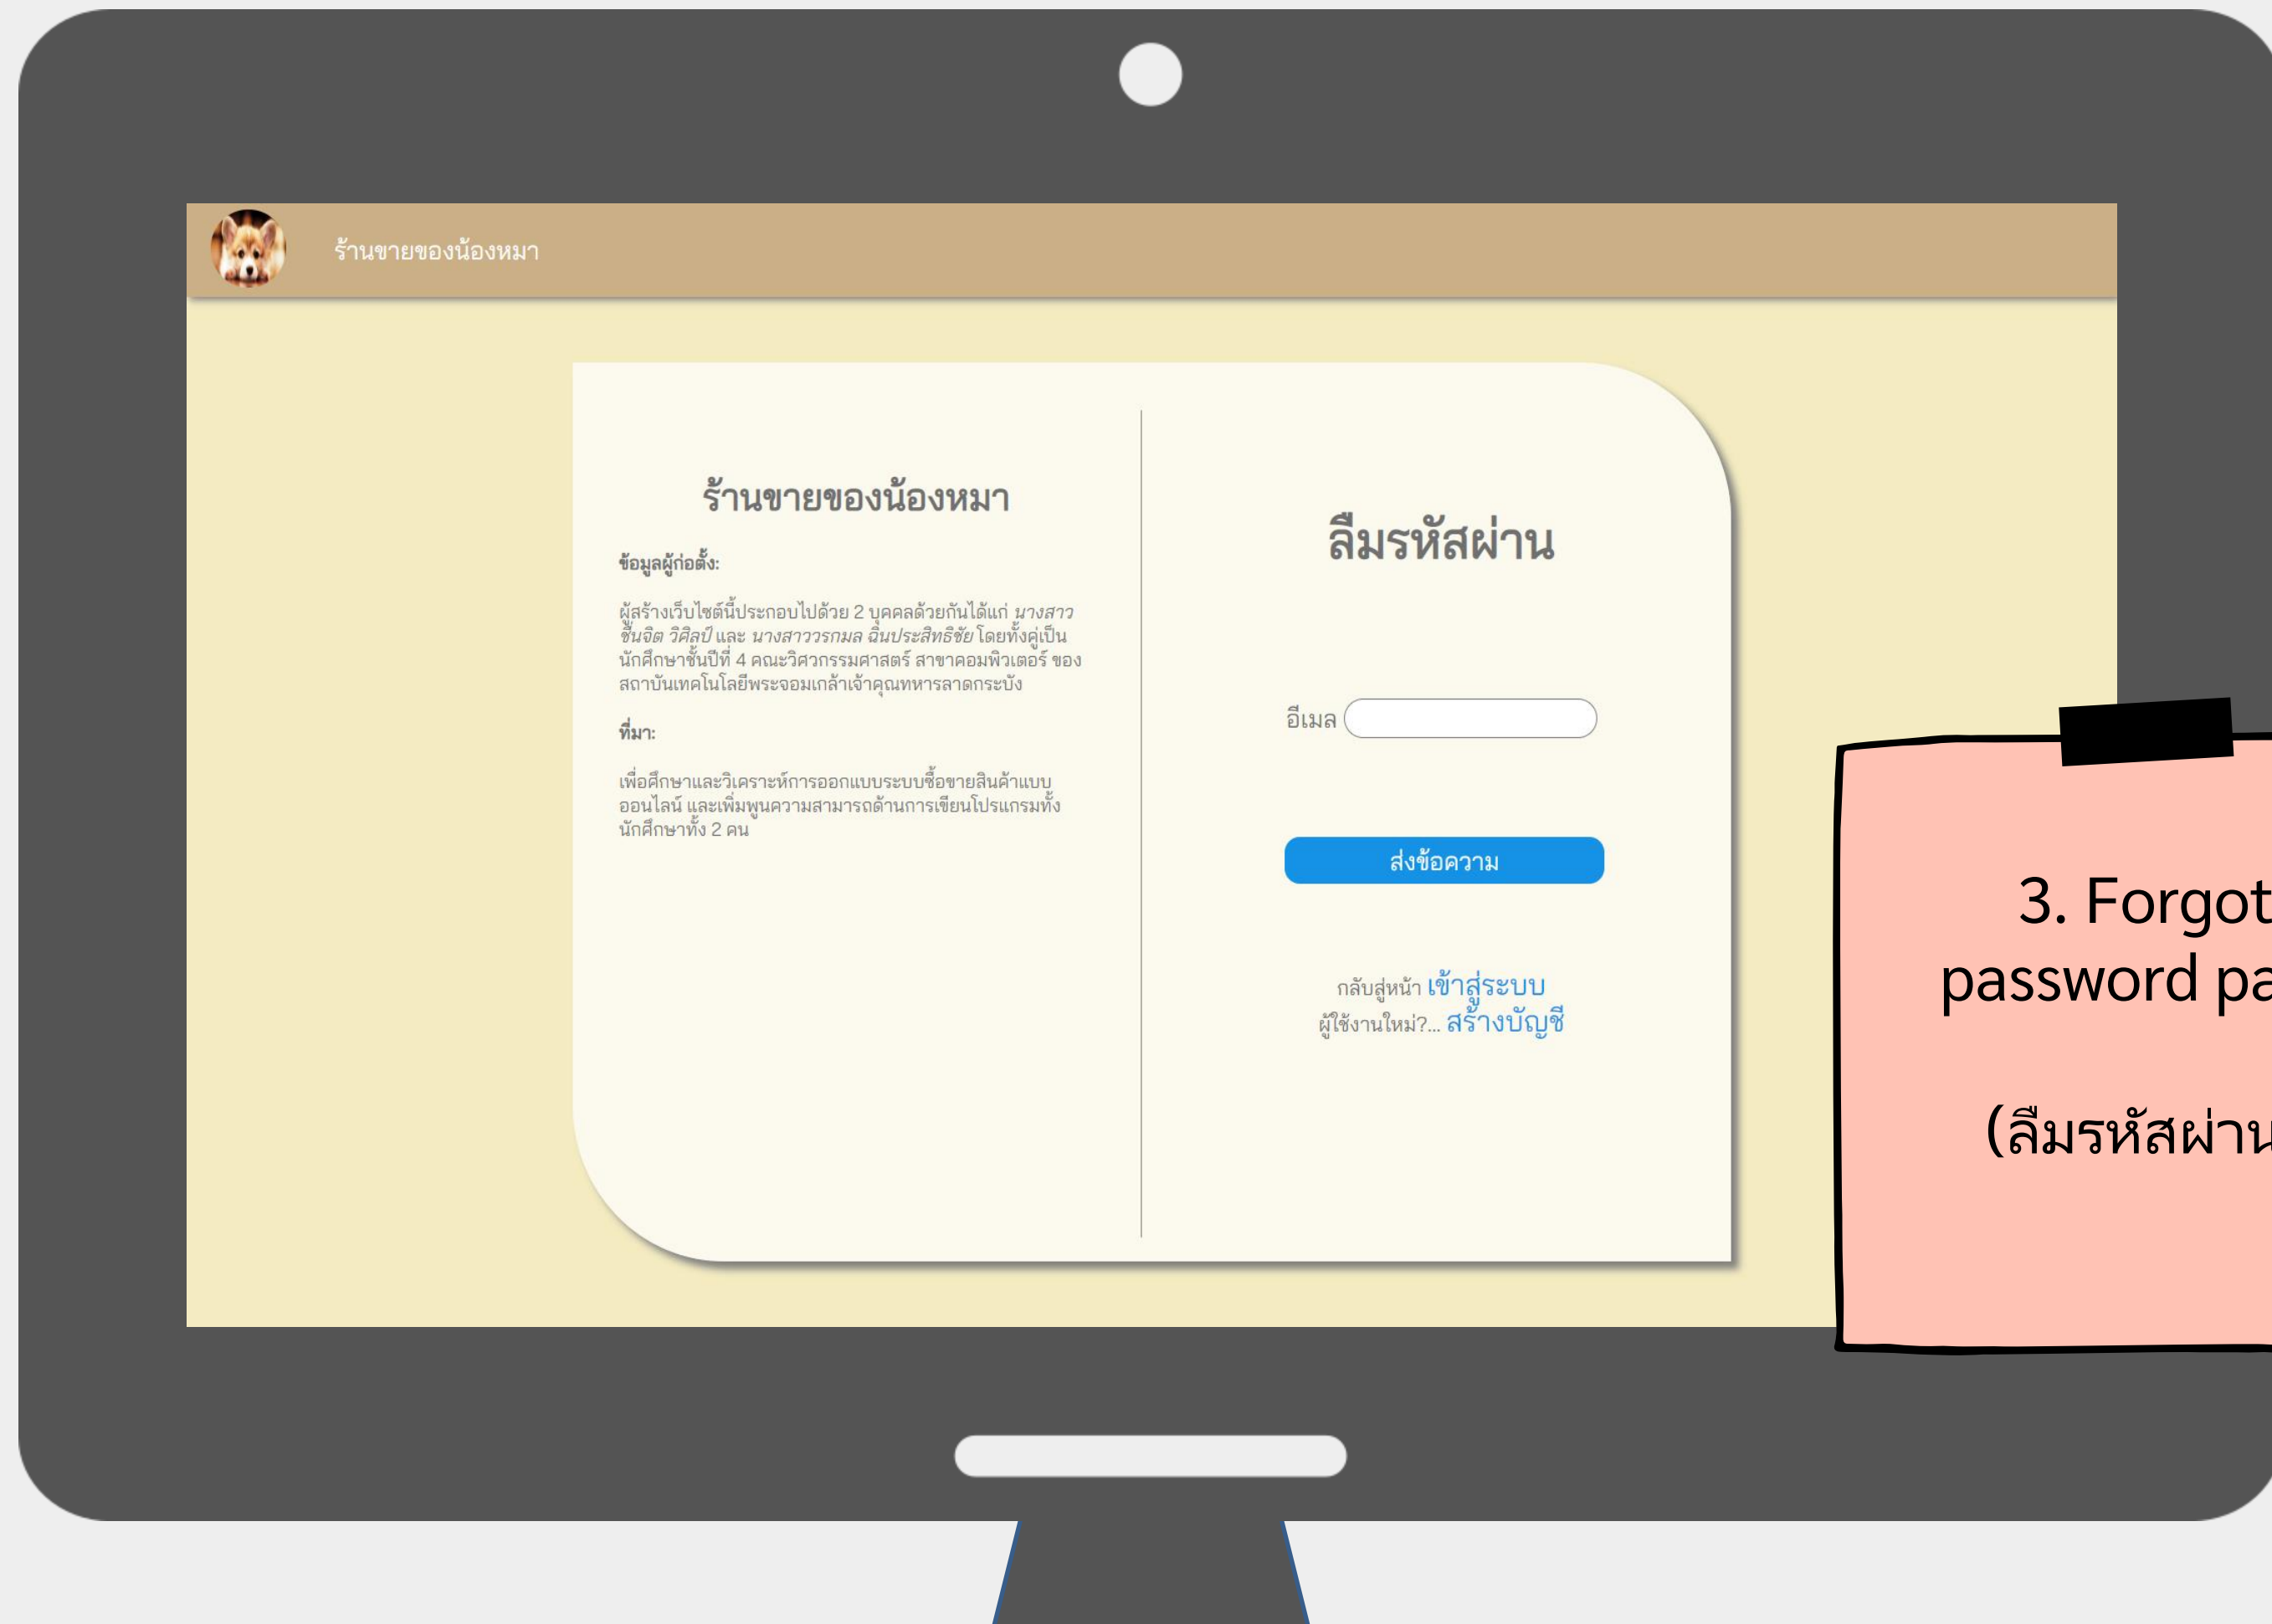 ร้านขายของน้องหมา
ร้านขายของน้องหมา
ข้อมูลผู้ก่อตั้ง:
ผู้สร้างเว็บไซต์นี้ประกอบไปด้วย 2 บุคคลด้วยกันได้แก่ นางสาว
ชื่นจิต วิศิลป์ และ นางสาววรกมล ฉินประสิทธิชัย โดยทั้งคู่เป็น
นักศึกษาชั้นปีที่ 4 คณะวิศวกรรมศาสตร์ สาขาคอมพิวเตอร์ ของ
สถาบันเทคโนโลยีพระจอมเกล้าเจ้าคุณทหารลาดกระบัง
ที่มา:
เพื่อศึกษาและวิเคราะห์การออกแบบระบบซื้อขายสินค้าแบบ
ออนไลน์ และเพิ่มพูนความสามารถด้านการเขียนโปรแกรมทั้ง
นักศึกษาทั้ง 2 คน
ลืมรหัสผ่าน
อีเมล
ส่งข้อความ
กลับสู่หน้า เข้าสู่ระบบ
ผู้ใช้งานใหม่?... สร้างบัญชี
3. Forgot
password pa
(ลืมรหัสผ่าน